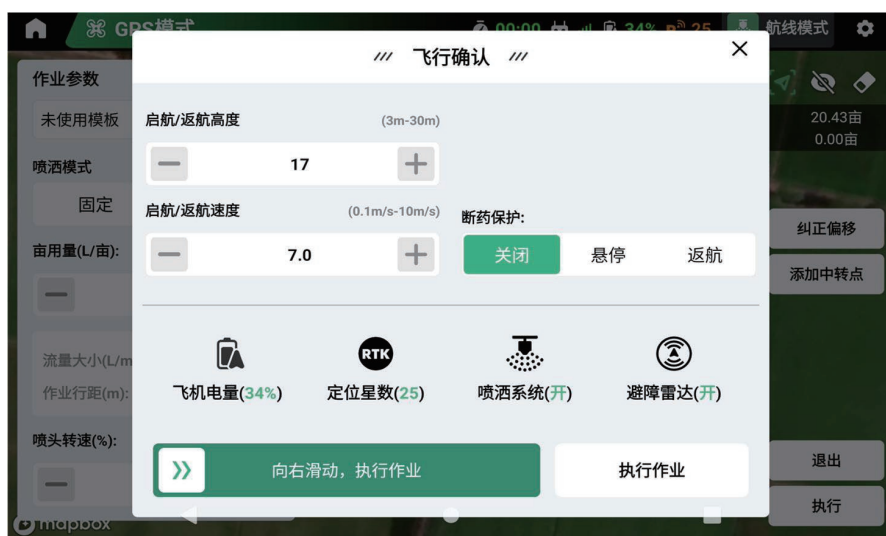 GPS模式
00:00
34%
25
航线模式
飞行确认
作业参数
未使用模板
喷洒模式
固定
亩用量(L/亩):
流量大小(L/m
作业行距(m):
喷头转速(%):
mapbox
启航/返航高度 (3m-30m)
17
启航/返航速度 (0.1m/s-10m/s)
7.0
断药保护:
关闭 悬停 返航
RTK
飞机电量(34%) 定位星数(25) 喷洒系统(开) 避障雷达(开)
向右滑动，执行作业
执行作业
20.43亩
0.00亩
纠正偏移
添加中转点
退出
执行